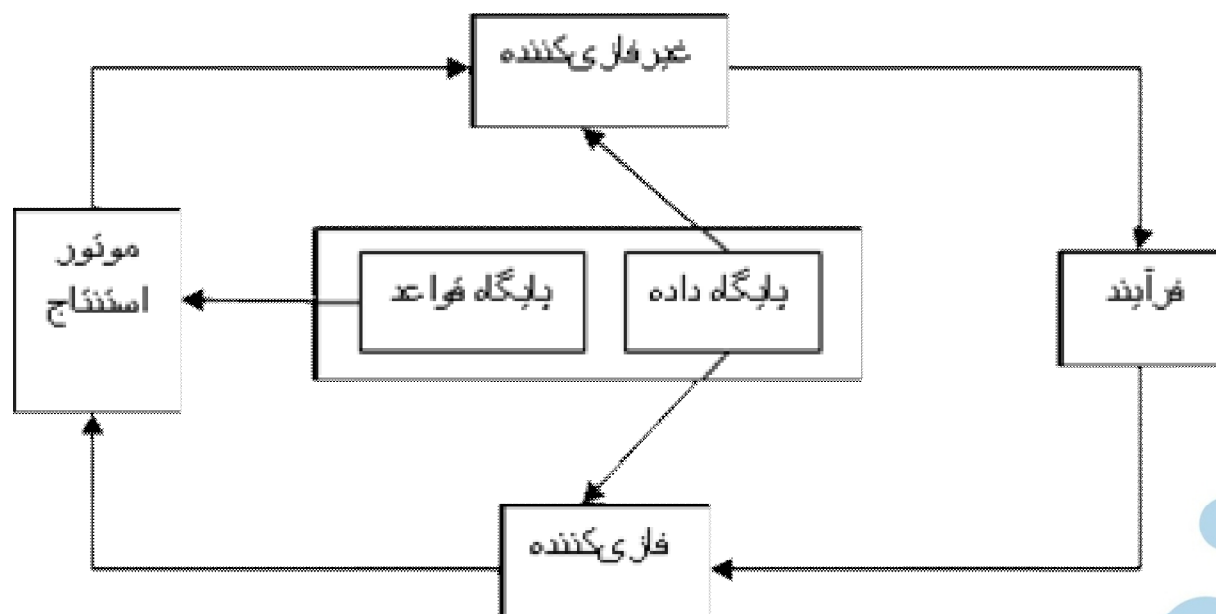 غیرفازی‌کننده
موتور
استنتاج
پایگاه قواعد
پایگاه داده
فرآیند
فازی‌کننده